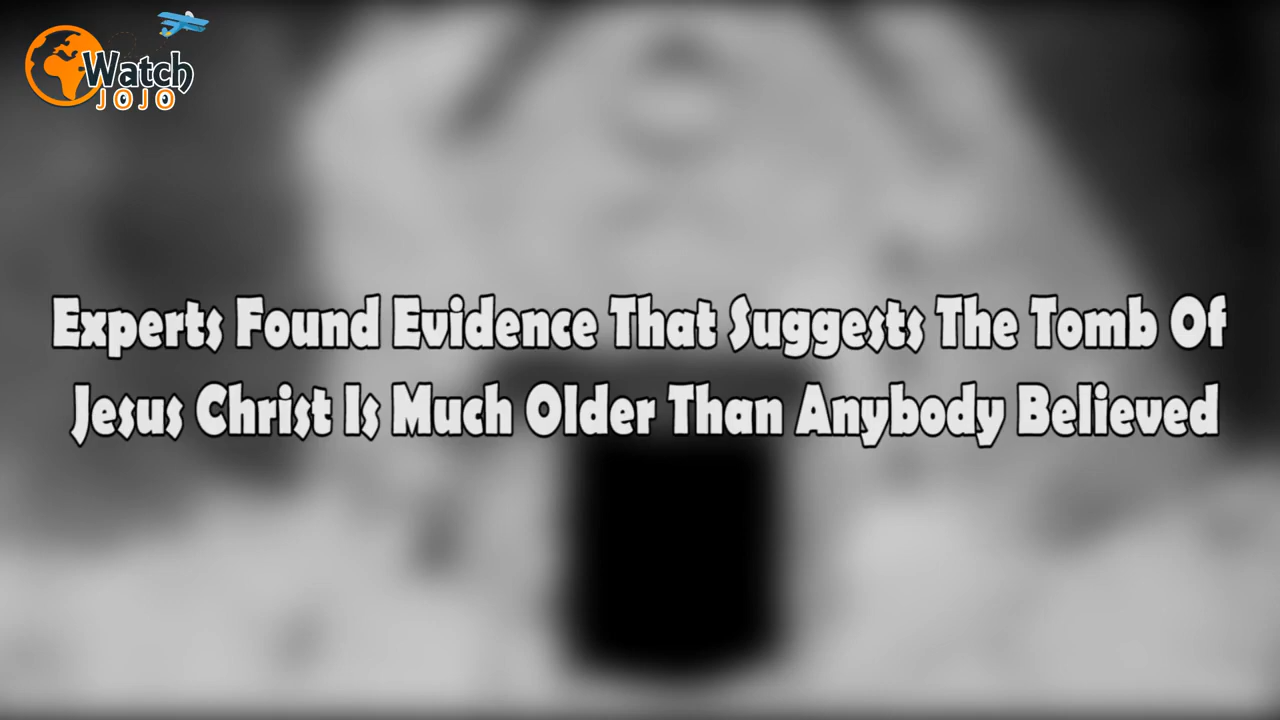 Watch
JOJO
Experts Found Evidence That Suggests The Tomb Of
Jesus Christ Is Much Older Than Anybody Believed